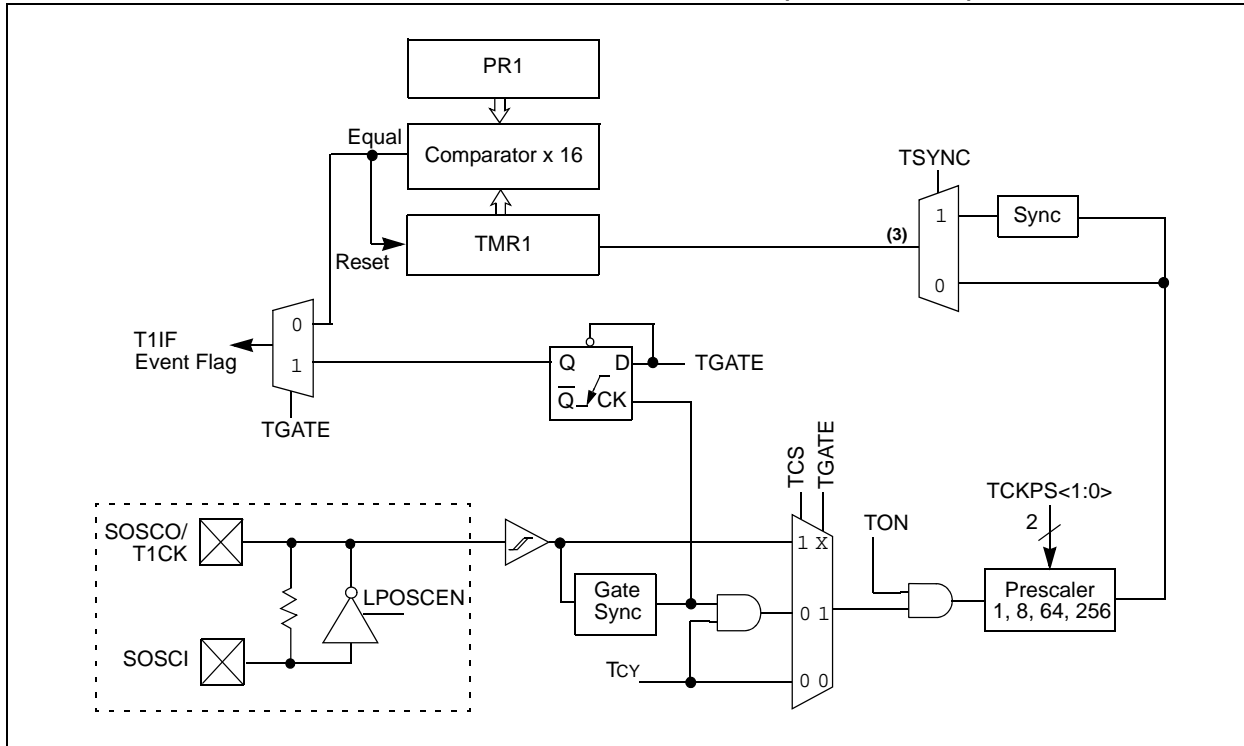 PR1
Equal
Comparator x 16
TSYNC
1
Sync
(3)
TMR1
Reset
0
0
T1IF
Event Flag
1
Q
D
TGATE
Q̅
CK
TGATE
TCS
TGATE
TCKPS<1:0>
2
SOSCO/
T1CK
TON
1 X
LPOSCEN
Gate
Sync
Prescaler
1, 8, 64, 256
0 1
SOSCI
TCY
0 0